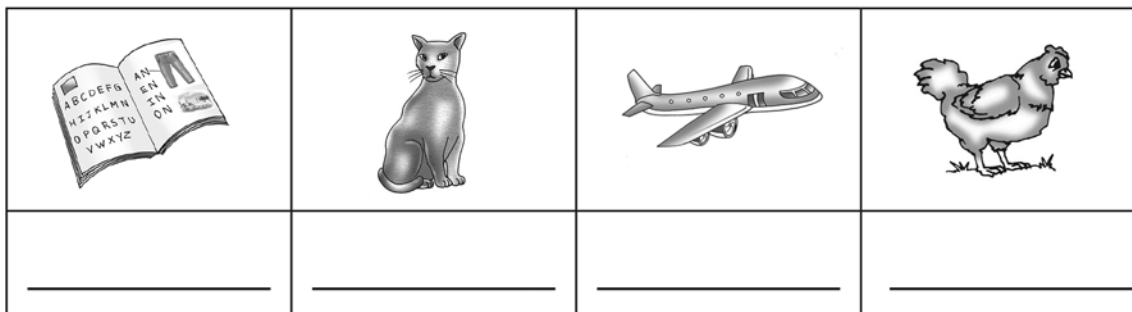 ABCDEFG
HIJKLMN
OPQRSTU
VWXYZ
AN
EN
IN
ON